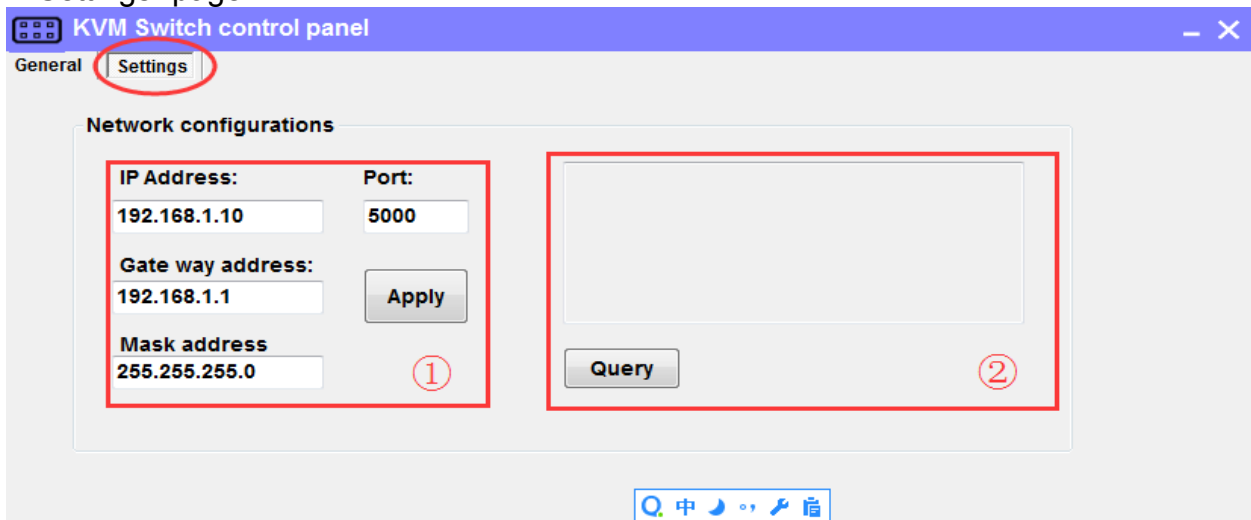 KVM Switch control panel
General Settings
Network configurations
IP Address: Port:
192.168.1.10 5000
Gate way address:
192.168.1.1 Apply
Mask address
255.255.255.0 ①
Query ②
中